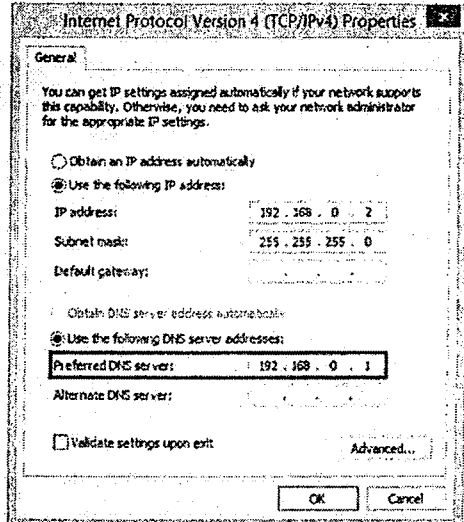 Internet Protocol Version 4 (TCP/IPv4) Properties
General
You can get IP settings assigned automatically if your network supports
this capability. Otherwise, you need to ask your network administrator
for the appropriate IP settings.
Obtain an IP address automatically
Use the following IP address:
IP address: 192 . 168 . 0 . 2
Subnet mask: 255 . 255 . 255 . 0
Default gateway: . . .
Obtain DNS server address automatically
Use the following DNS server addresses:
Preferred DNS server: 192 . 168 . 0 . 1
Alternate DNS server: . . .
Validate settings upon exit
Advanced...
OK Cancel